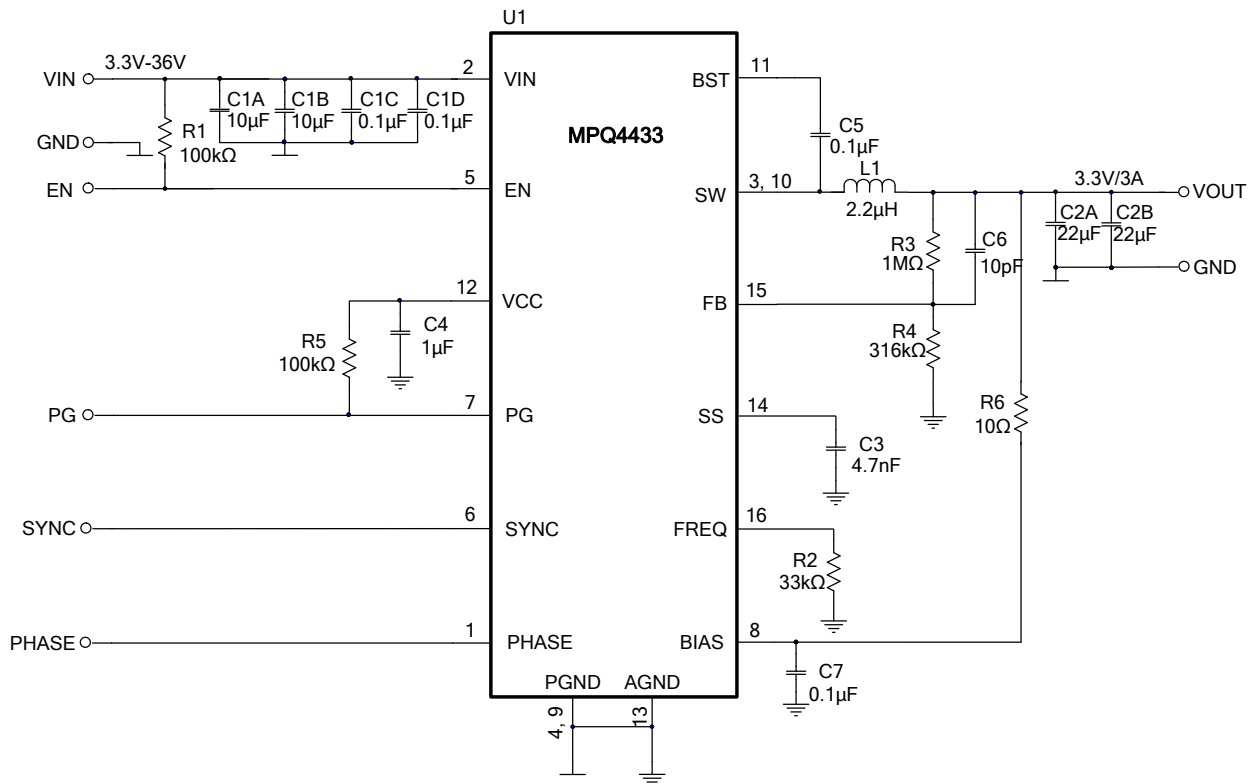 U1
3.3V-36V
VIN
2
VIN
C1A
10µF
C1B
10µF
C1C
0.1µF
C1D
0.1µF
GND
R1
100kΩ
EN
5
EN
MPQ4433
BST
11
C5
0.1µF
SW
3, 10
L1
2.2µH
3.3V/3A
VOUT
C2A
22µF
C2B
22µF
GND
R3
1MΩ
C6
10pF
FB
15
R4
316kΩ
12
VCC
R5
100kΩ
C4
1µF
PG
7
PG
SS
14
C3
4.7nF
R6
10Ω
SYNC
6
SYNC
FREQ
16
R2
33kΩ
PHASE
1
PHASE
BIAS
8
C7
0.1µF
PGND
AGND
4, 9
13